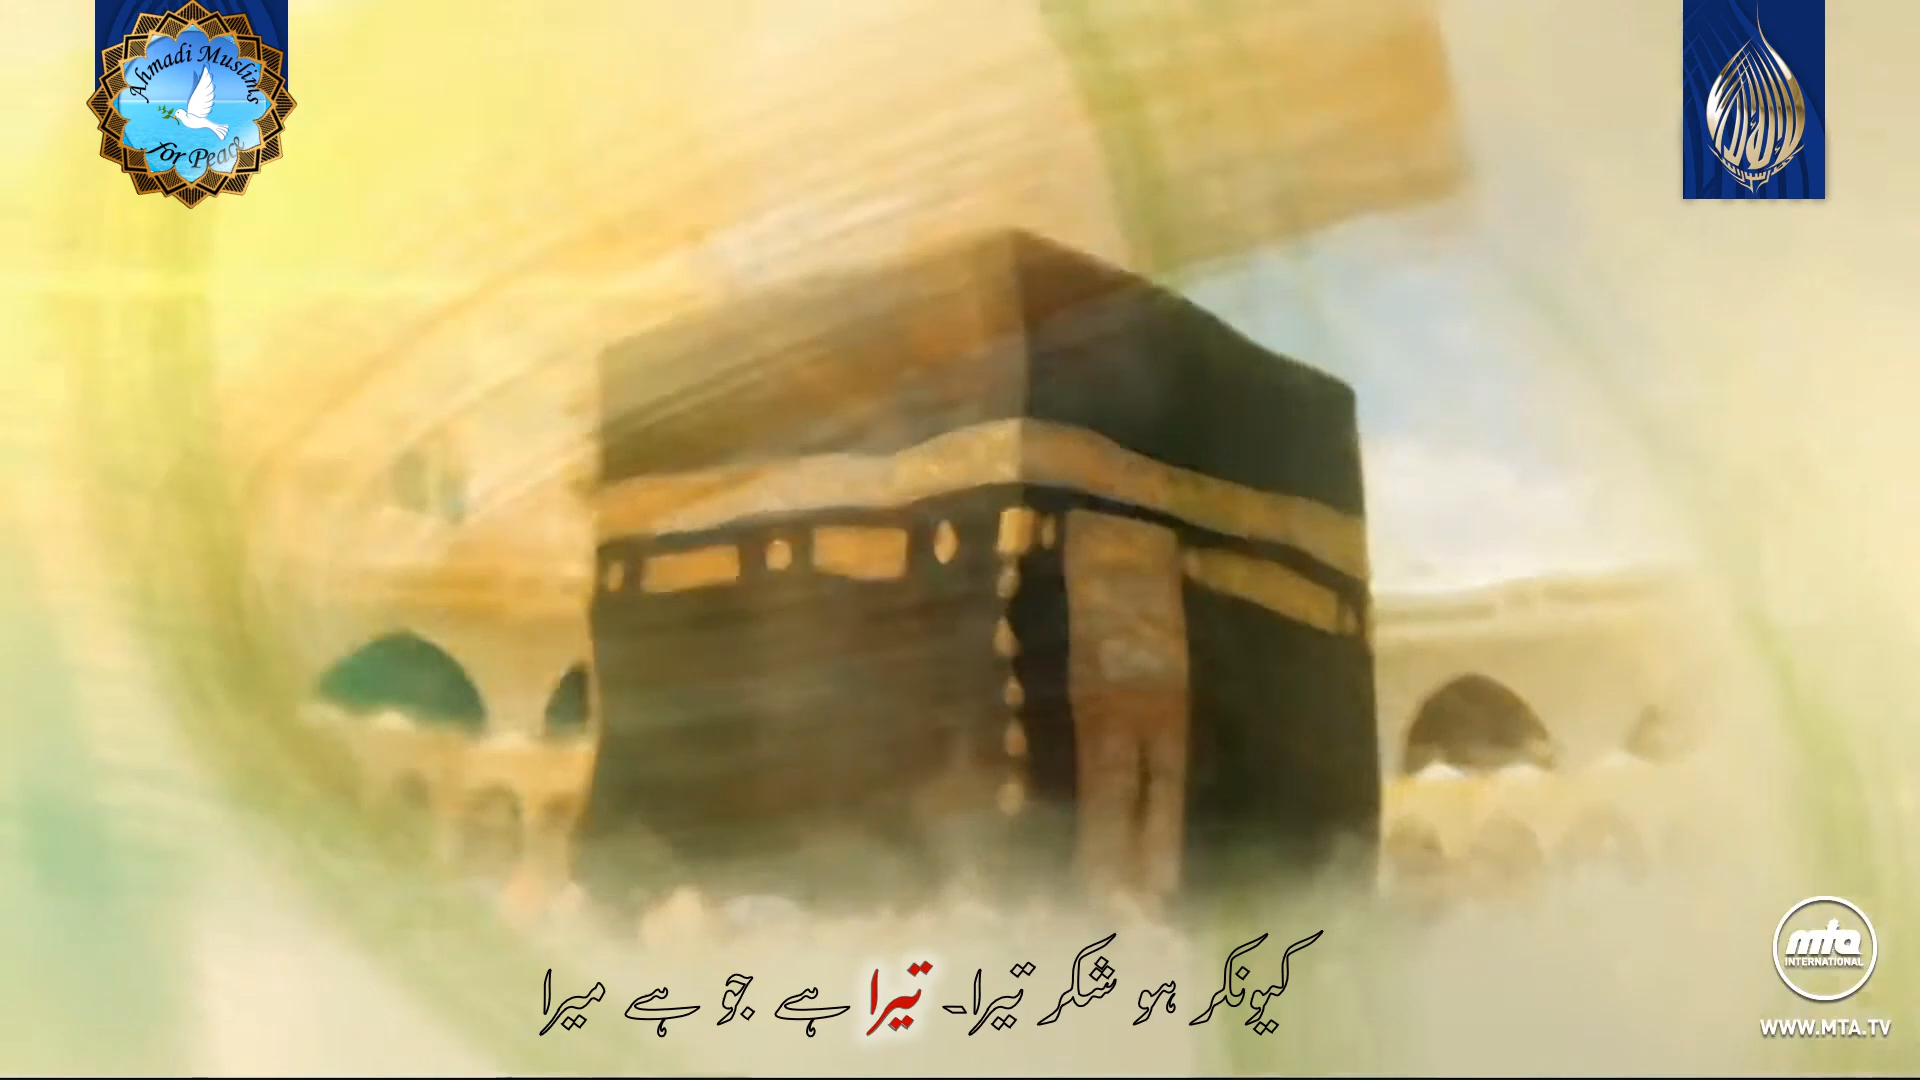 Ahmadi Muslims
for Peace
کیونکر ہو شکر تیرا۔ تیرا ہے جو ہے میرا
mta
INTERNATIONAL
WWW.MTA.TV